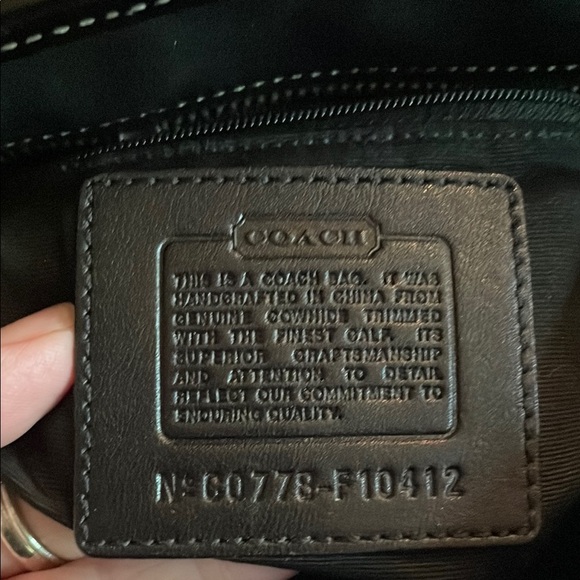 COACH
THIS IS A COACH BAG. IT WAS
HANDCRAFTED IN CHINA FROM
GENUINE COWHIDE TRIMMED
WITH THE FINEST CALF. ITS
SUPERIOR CRAFTSMANSHIP
AND ATTENTION TO DETAIL
REFLECT OUR COMMITMENT TO
ENDURING QUALITY.
Nº C0778-F10412